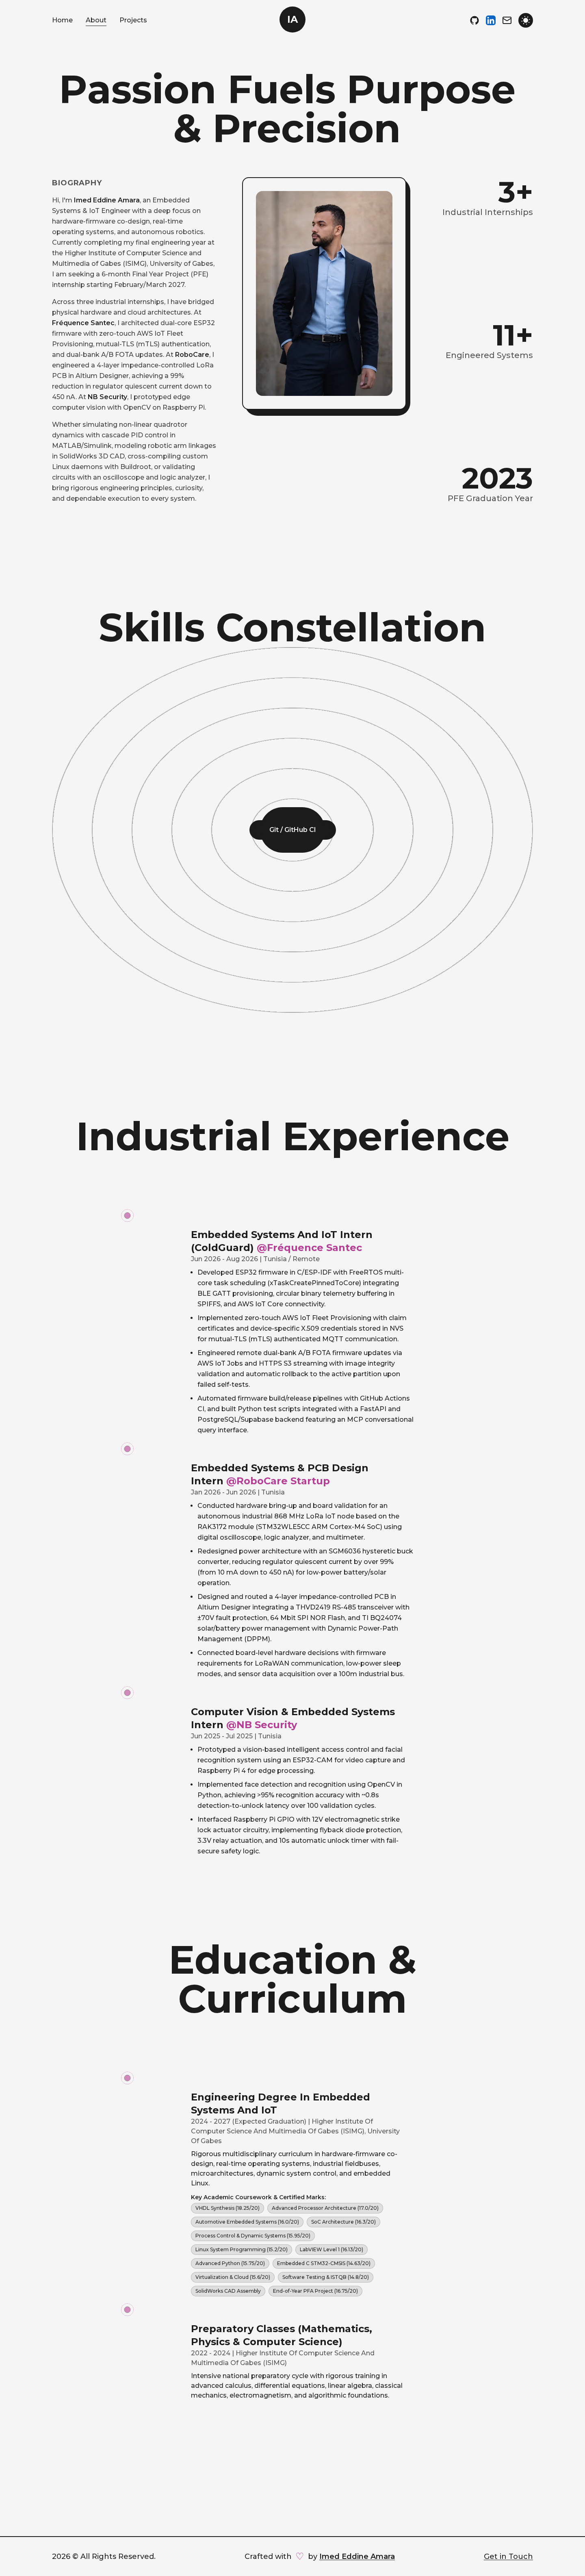 Home About Projects
IA
in
Passion Fuels Purpose
& Precision
BIOGRAPHY
Hi, I'm Imed Eddine Amara, an Embedded
Systems & IoT Engineer with a deep focus on
hardware-firmware co-design, real-time
operating systems, and autonomous robotics.
Currently completing my final engineering year at
the Higher Institute of Computer Science and
Multimedia of Gabes (ISIMG), University of Gabes,
I am seeking a 6-month Final Year Project (PFE)
internship starting February/March 2027.
Across three industrial internships, I have bridged
physical hardware and cloud architectures. At
Fréquence Santec, I architected dual-core ESP32
firmware with zero-touch AWS IoT Fleet
Provisioning, mutual-TLS (mTLS) authentication,
and dual-bank A/B FOTA updates. At RoboCare, I
engineered a 4-layer impedance-controlled LoRa
PCB in Altium Designer, achieving a 99%
reduction in regulator quiescent current down to
450 nA. At NB Security, I prototyped edge
computer vision with OpenCV on Raspberry Pi.
Whether simulating non-linear quadrotor
dynamics with cascade PID control in
MATLAB/Simulink, modeling robotic arm linkages
in SolidWorks 3D CAD, cross-compiling custom
Linux daemons with Buildroot, or validating
circuits with an oscilloscope and logic analyzer, I
bring rigorous engineering principles, curiosity,
and dependable execution to every system.
3+
Industrial Internships
11+
Engineered Systems
2023
PFE Graduation Year
Skills Constellation
Git / GitHub CI
Industrial Experience
Embedded Systems And IoT Intern
(ColdGuard) @Fréquence Santec
Jun 2026 - Aug 2026 | Tunisia / Remote
• Developed ESP32 firmware in C/ESP-IDF with FreeRTOS multi-
core task scheduling (xTaskCreatePinnedToCore) integrating
BLE GATT provisioning, circular binary telemetry buffering in
SPIFFS, and AWS IoT Core connectivity.
• Implemented zero-touch AWS IoT Fleet Provisioning with claim
certificates and device-specific X.509 credentials stored in NVS
for mutual-TLS (mTLS) authenticated MQTT communication.
• Engineered remote dual-bank A/B FOTA firmware updates via
AWS IoT Jobs and HTTPS S3 streaming with image integrity
validation and automatic rollback to the active partition upon
failed self-tests.
• Automated firmware build/release pipelines with GitHub Actions
CI, and built Python test scripts integrated with a FastAPI and
PostgreSQL/Supabase backend featuring an MCP conversational
query interface.
Embedded Systems & PCB Design
Intern @RoboCare Startup
Jan 2026 - Jun 2026 | Tunisia
• Conducted hardware bring-up and board validation for an
autonomous industrial 868 MHz LoRa IoT node based on the
RAK3172 module (STM32WLE5CC ARM Cortex-M4 SoC) using
digital oscilloscope, logic analyzer, and multimeter.
• Redesigned power architecture with an SGM6036 hysteretic buck
converter, reducing regulator quiescent current by over 99%
(from 10 mA down to 450 nA) for low-power battery/solar
operation.
• Designed and routed a 4-layer impedance-controlled PCB in
Altium Designer integrating a THVD2419 RS-485 transceiver with
±70V fault protection, 64 Mbit SPI NOR Flash, and TI BQ24074
solar/battery power management with Dynamic Power-Path
Management (DPPM).
• Connected board-level hardware decisions with firmware
requirements for LoRaWAN communication, low-power sleep
modes, and sensor data acquisition over a 100m industrial bus.
Computer Vision & Embedded Systems
Intern @NB Security
Jun 2025 - Jul 2025 | Tunisia
• Prototyped a vision-based intelligent access control and facial
recognition system using an ESP32-CAM for video capture and
Raspberry Pi 4 for edge processing.
• Implemented face detection and recognition using OpenCV in
Python, achieving >95% recognition accuracy with ~0.8s
detection-to-unlock latency over 100 validation cycles.
• Interfaced Raspberry Pi GPIO with 12V electromagnetic strike
lock actuator circuitry, implementing flyback diode protection,
3.3V relay actuation, and 10s automatic unlock timer with fail-
secure safety logic.
Education &
Curriculum
Engineering Degree In Embedded
Systems And IoT
2024 - 2027 (Expected Graduation) | Higher Institute Of
Computer Science And Multimedia Of Gabes (ISIMG), University
Of Gabes
Rigorous multidisciplinary curriculum in hardware-firmware co-
design, real-time operating systems, industrial fieldbuses,
microarchitectures, dynamic system control, and embedded
Linux.
Key Academic Coursework & Certified Marks:
VHDL Synthesis (18.25/20) Advanced Processor Architecture (17.0/20)
Automotive Embedded Systems (16.0/20) SoC Architecture (16.3/20)
Process Control & Dynamic Systems (15.95/20)
Linux System Programming (15.2/20) LabVIEW Level 1 (16.13/20)
Advanced Python (15.75/20) Embedded C STM32-CMSIS (14.63/20)
Virtualization & Cloud (15.6/20) Software Testing & ISTQB (14.8/20)
SolidWorks CAD Assembly End-of-Year PFA Project (16.75/20)
Preparatory Classes (Mathematics,
Physics & Computer Science)
2022 - 2024 | Higher Institute Of Computer Science And
Multimedia Of Gabes (ISIMG)
Intensive national preparatory cycle with rigorous training in
advanced calculus, differential equations, linear algebra, classical
mechanics, electromagnetism, and algorithmic foundations.
2026 © All Rights Reserved. Crafted with ♡ by Imed Eddine Amara Get in Touch